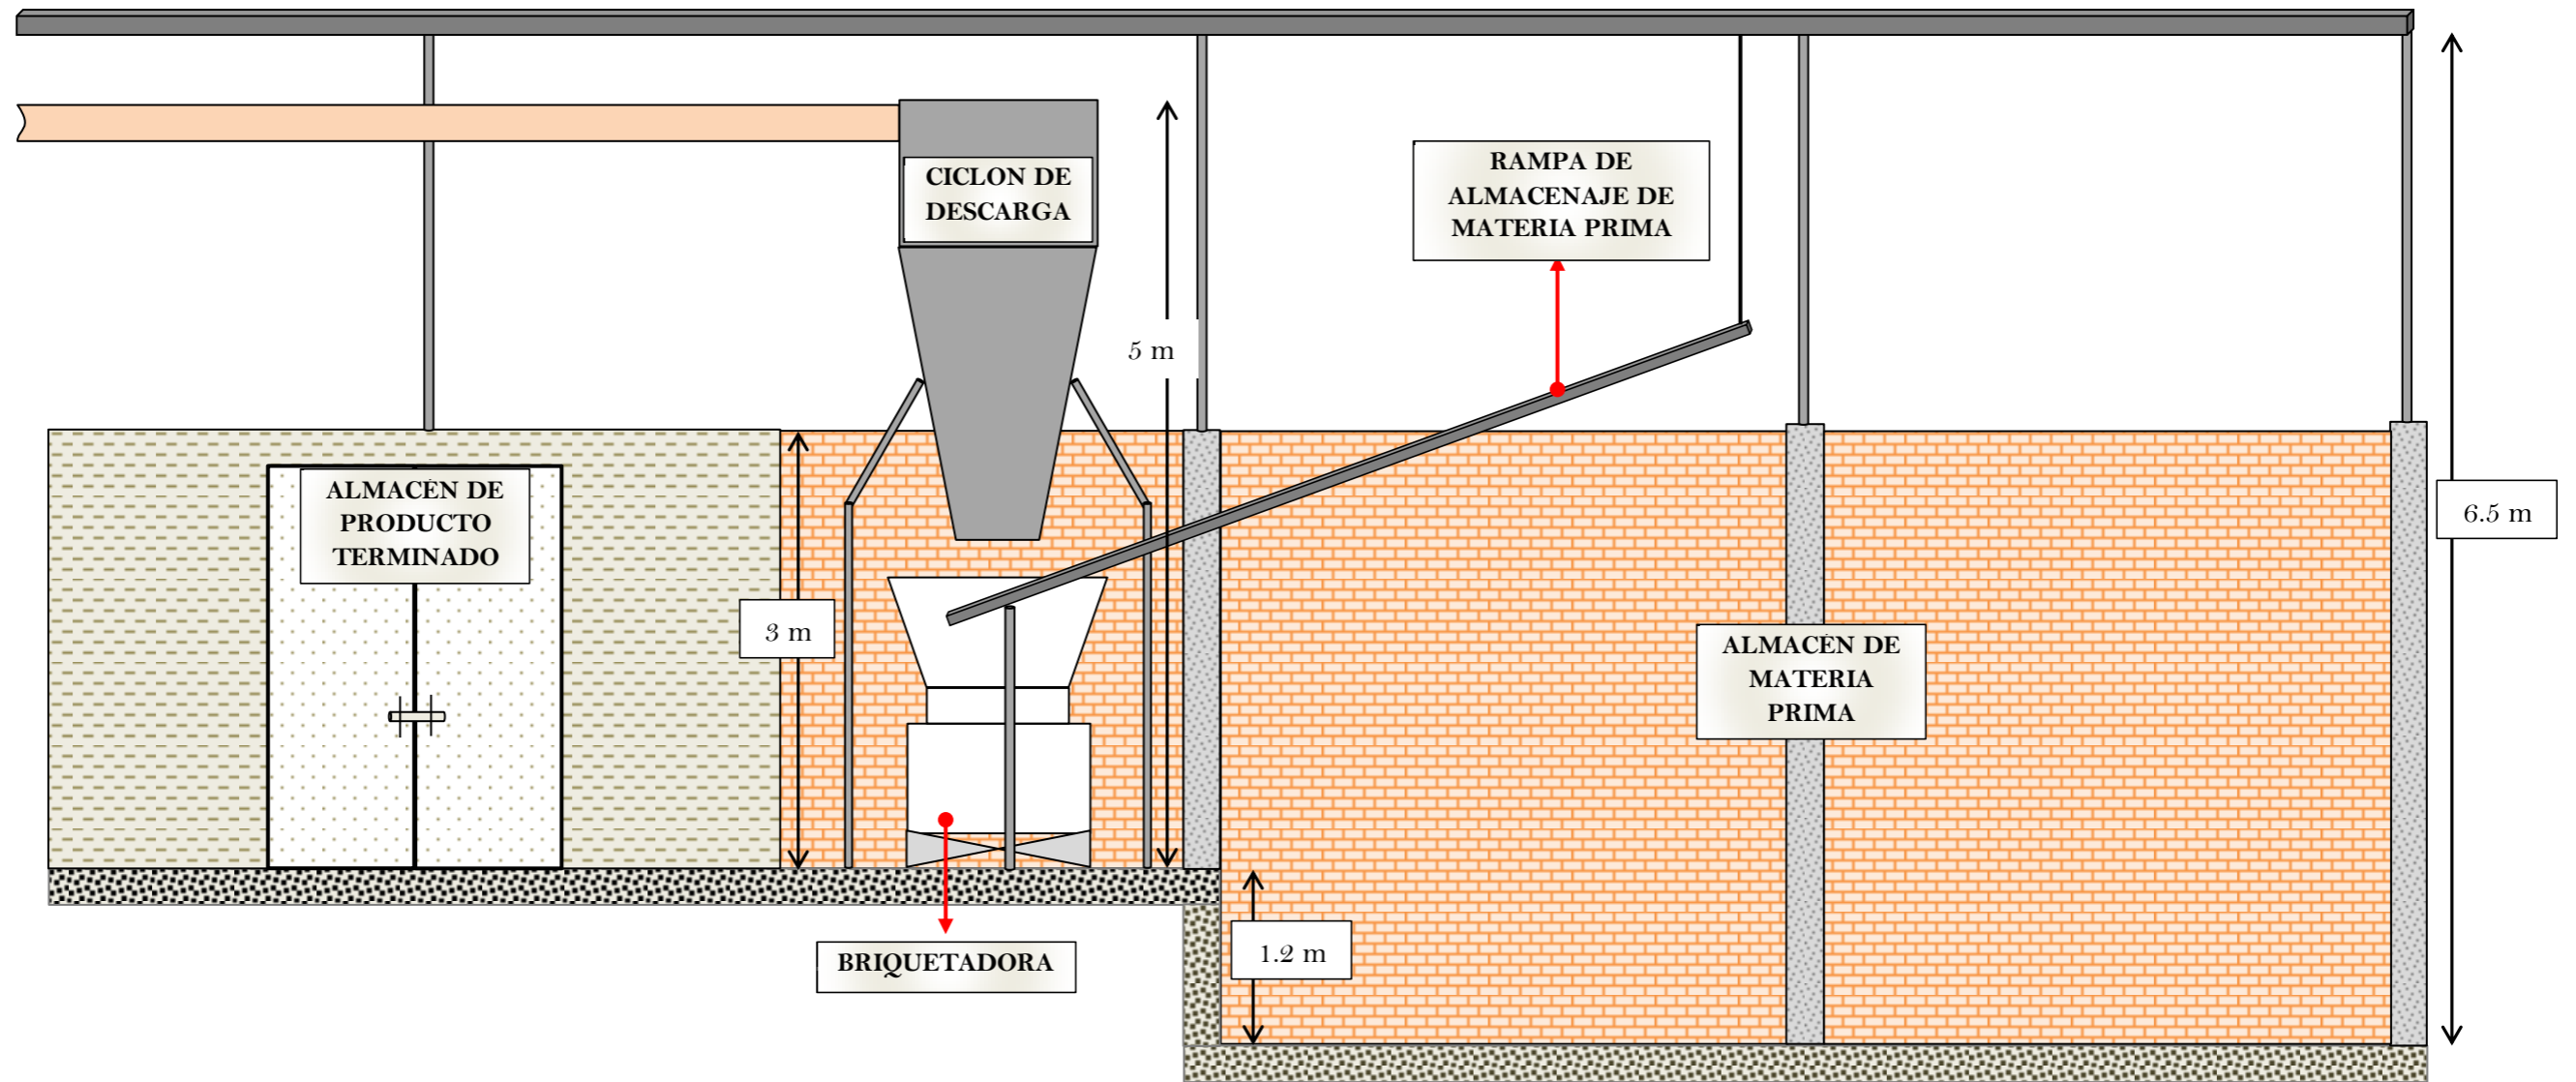 CICLON DE
DESCARGA
RAMPA DE
ALMACENAJE DE
MATERIA PRIMA
5 m
ALMACÉN DE
PRODUCTO
TERMINADO
6.5 m
3 m
ALMACÉN DE
MATERIA
PRIMA
1.2 m
BRIQUETADORA